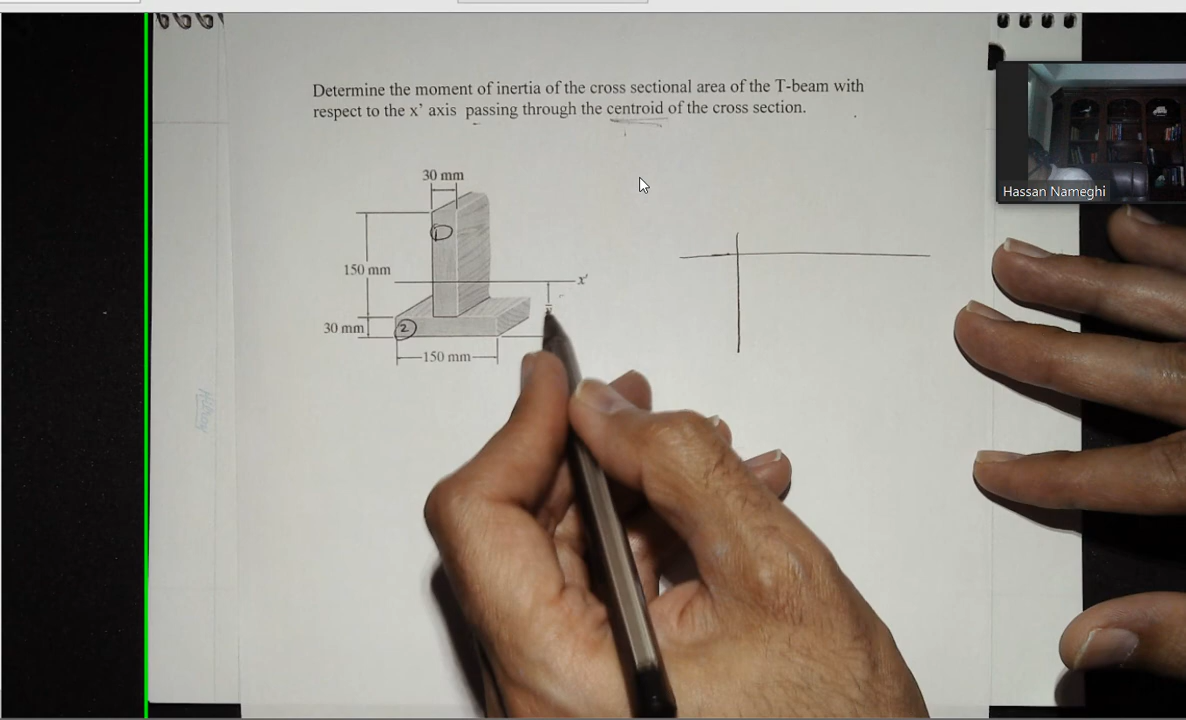 Determine the moment of inertia of the cross sectional area of the T-beam with
respect to the x' axis passing through the centroid of the cross section.
Hassan Nameghi
30 mm
1
150 mm
x'
30 mm
2
150 mm